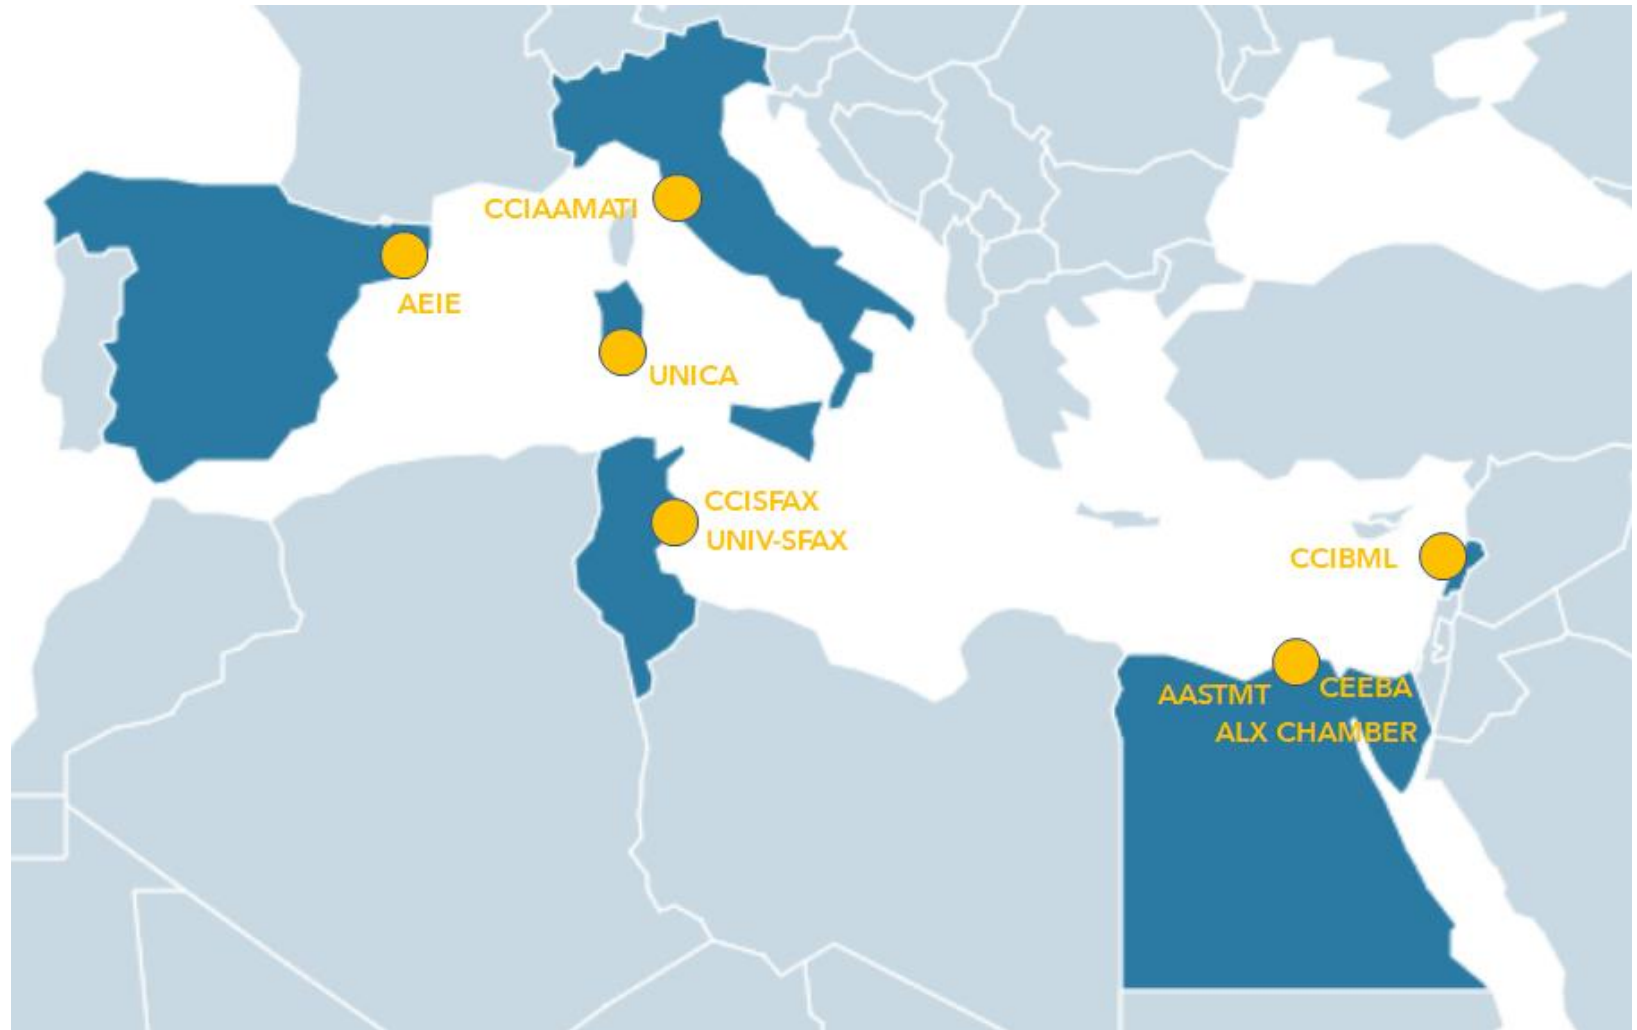 CCIAAMATI
AEIE
UNICA
CCISFAX
UNIV-SFAX
CCIBML
AASTMT
CEEBA
ALX CHAMBER